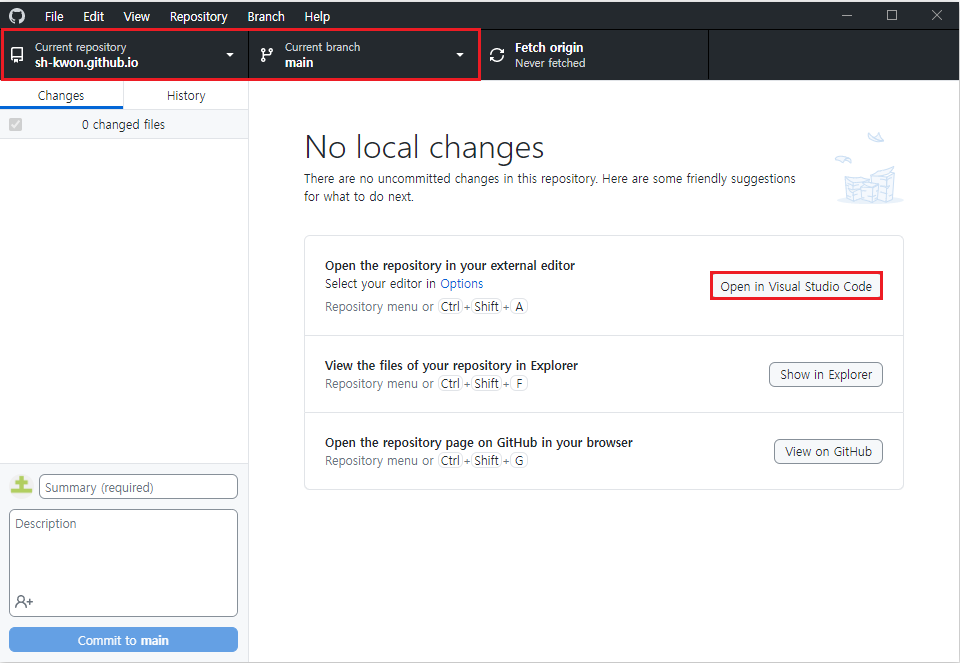 File Edit View Repository Branch Help
Current repository
sh-kwon.github.io
Current branch
main
Fetch origin
Never fetched
Changes History
0 changed files
No local changes
There are no uncommitted changes in this repository. Here are some friendly suggestions
for what to do next.
Open the repository in your external editor
Select your editor in Options
Repository menu or Ctrl + Shift + A
Open in Visual Studio Code
View the files of your repository in Explorer
Repository menu or Ctrl + Shift + F
Show in Explorer
Open the repository page on GitHub in your browser
Repository menu or Ctrl + Shift + G
View on GitHub
Summary (required)
Description
Commit to main